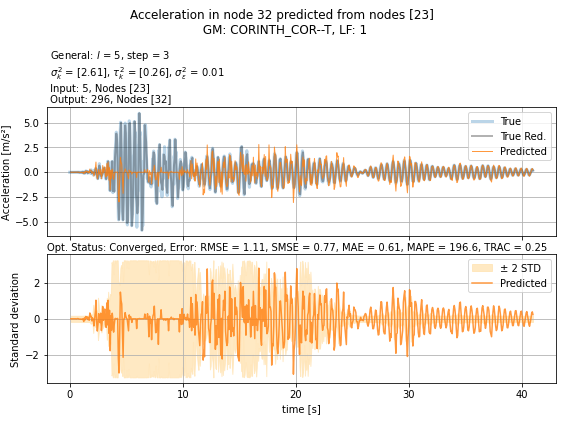 Acceleration in node 32 predicted from nodes [23]
GM: CORINTH_COR--T, LF: 1
General: l = 5, step = 3
σ²ₖ = [2.61], τ²ₖ = [0.26], σ²ε = 0.01
Input: 5, Nodes [23]
Output: 296, Nodes [32]
Acceleration [m/s²]
5.0
2.5
0.0
−2.5
−5.0
True
True Red.
Predicted
Opt. Status: Converged, Error: RMSE = 1.11, SMSE = 0.77, MAE = 0.61, MAPE = 196.6, TRAC = 0.25
Standard deviation
2
0
−2
± 2 STD
Predicted
0 10 20 30 40
time [s]